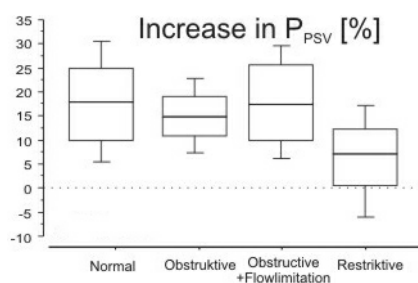 Increase in PPSV [%]
35
30
25
20
15
10
5
0
-5
-10
Normal
Obstruktive
Obstructive
+Flowlimitation
Restriktive